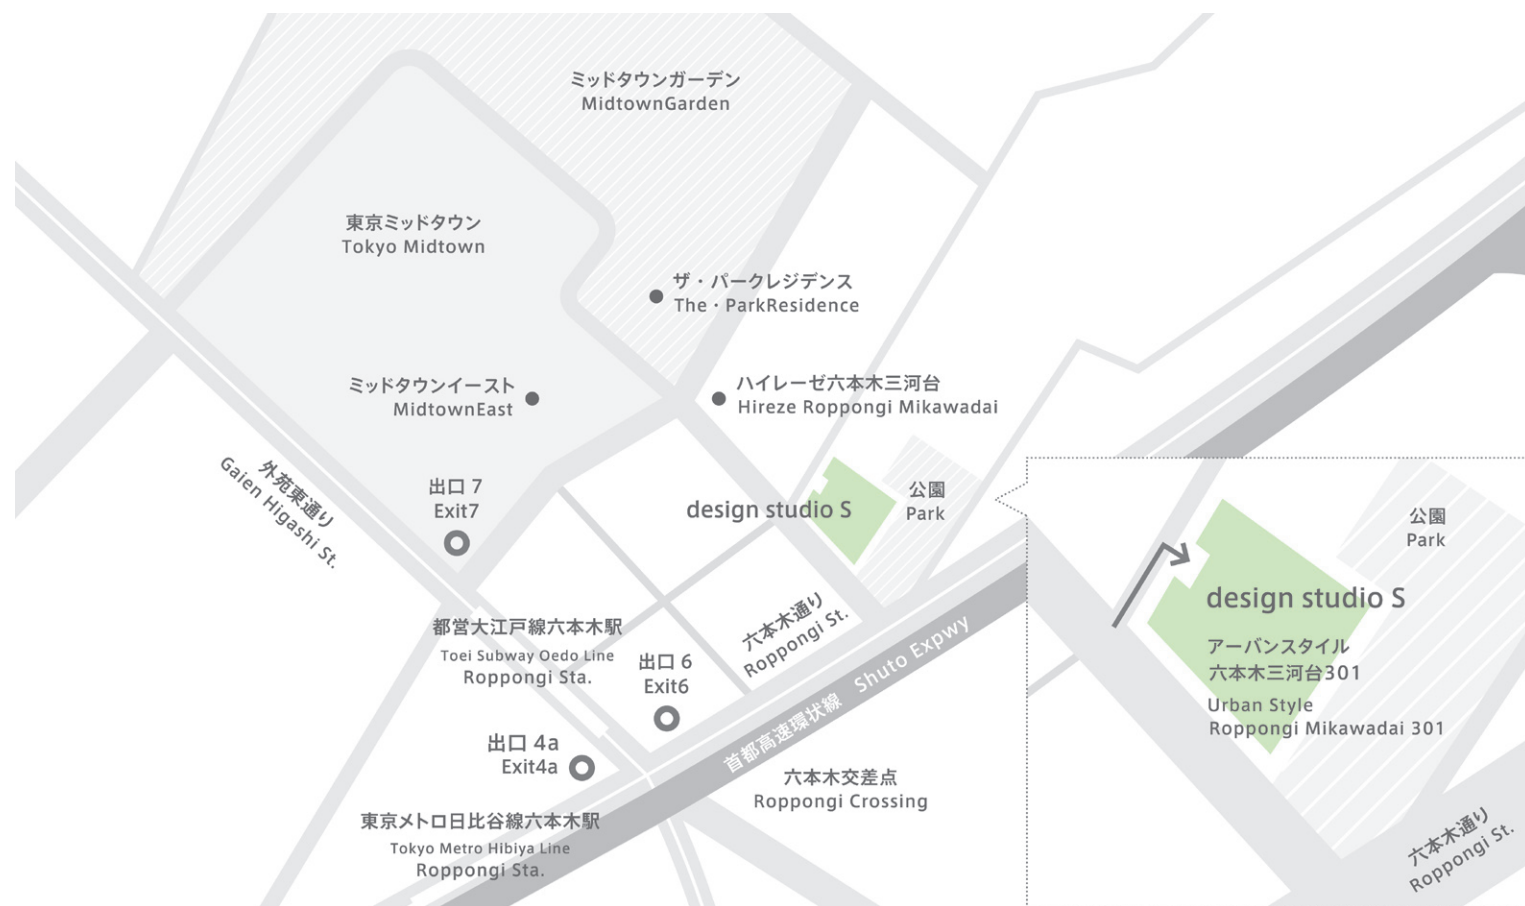 ミッドタウンガーデン
MidtownGarden
東京ミッドタウン
Tokyo Midtown
ザ・パークレジデンス
The・ParkResidence
ミッドタウンイースト
MidtownEast
ハイレーゼ六本木三河台
Hireze Roppongi Mikawadai
外苑東通り
Gaien Higashi St.
出口 7
Exit7
design studio S
公園
Park
都営大江戸線六本木駅
Toei Subway Oedo Line
Roppongi Sta.
出口 6
Exit6
六本木通り
Roppongi St.
首都高速環状線 Shuto Expwy
出口 4a
Exit4a
六本木交差点
Roppongi Crossing
東京メトロ日比谷線六本木駅
Tokyo Metro Hibiya Line
Roppongi Sta.
公園
Park
design studio S
アーバンスタイル
六本木三河台301
Urban Style
Roppongi Mikawadai 301
六本木通り
Roppongi St.